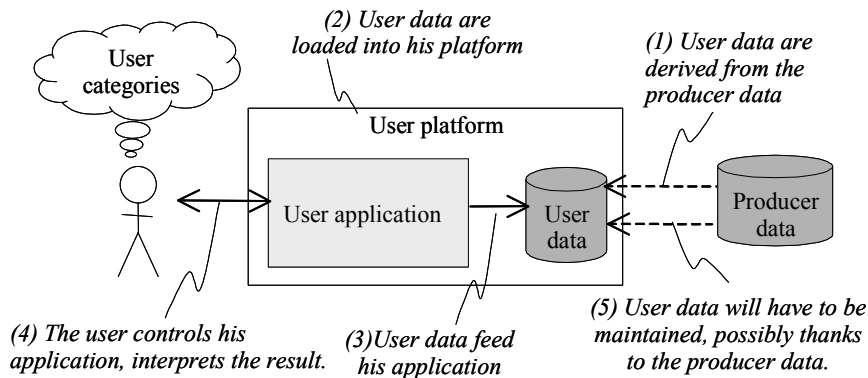 (2) User data are
loaded into his platform
(1) User data are
derived from the
producer data
User
categories
User platform
User application
User
data
Producer
data
(4) The user controls his
application, interprets the result.
(3)User data feed
his application
(5) User data will have to be
maintained, possibly thanks
to the producer data.